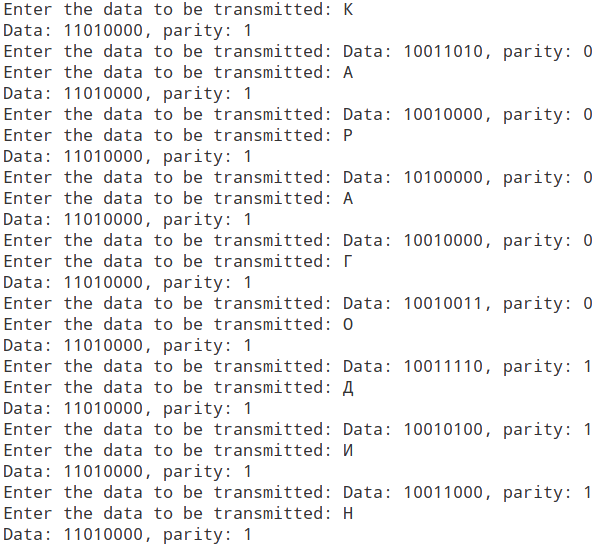 Enter the data to be transmitted: К
Data: 11010000, parity: 1
Enter the data to be transmitted: Data: 10011010, parity: 0
Enter the data to be transmitted: А
Data: 11010000, parity: 1
Enter the data to be transmitted: Data: 10010000, parity: 0
Enter the data to be transmitted: Р
Data: 11010000, parity: 1
Enter the data to be transmitted: Data: 10100000, parity: 0
Enter the data to be transmitted: А
Data: 11010000, parity: 1
Enter the data to be transmitted: Data: 10010000, parity: 0
Enter the data to be transmitted: Г
Data: 11010000, parity: 1
Enter the data to be transmitted: Data: 10010011, parity: 0
Enter the data to be transmitted: О
Data: 11010000, parity: 1
Enter the data to be transmitted: Data: 10011110, parity: 1
Enter the data to be transmitted: Д
Data: 11010000, parity: 1
Enter the data to be transmitted: Data: 10010100, parity: 1
Enter the data to be transmitted: И
Data: 11010000, parity: 1
Enter the data to be transmitted: Data: 10011000, parity: 1
Enter the data to be transmitted: Н
Data: 11010000, parity: 1